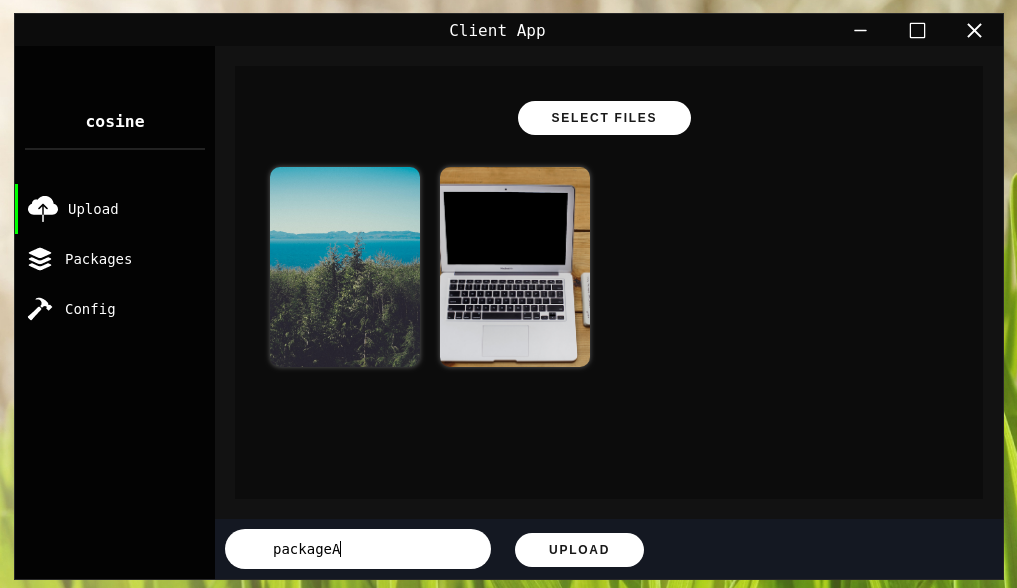 Client App
cosine
Upload
Packages
Config
SELECT FILES
packageA
UPLOAD